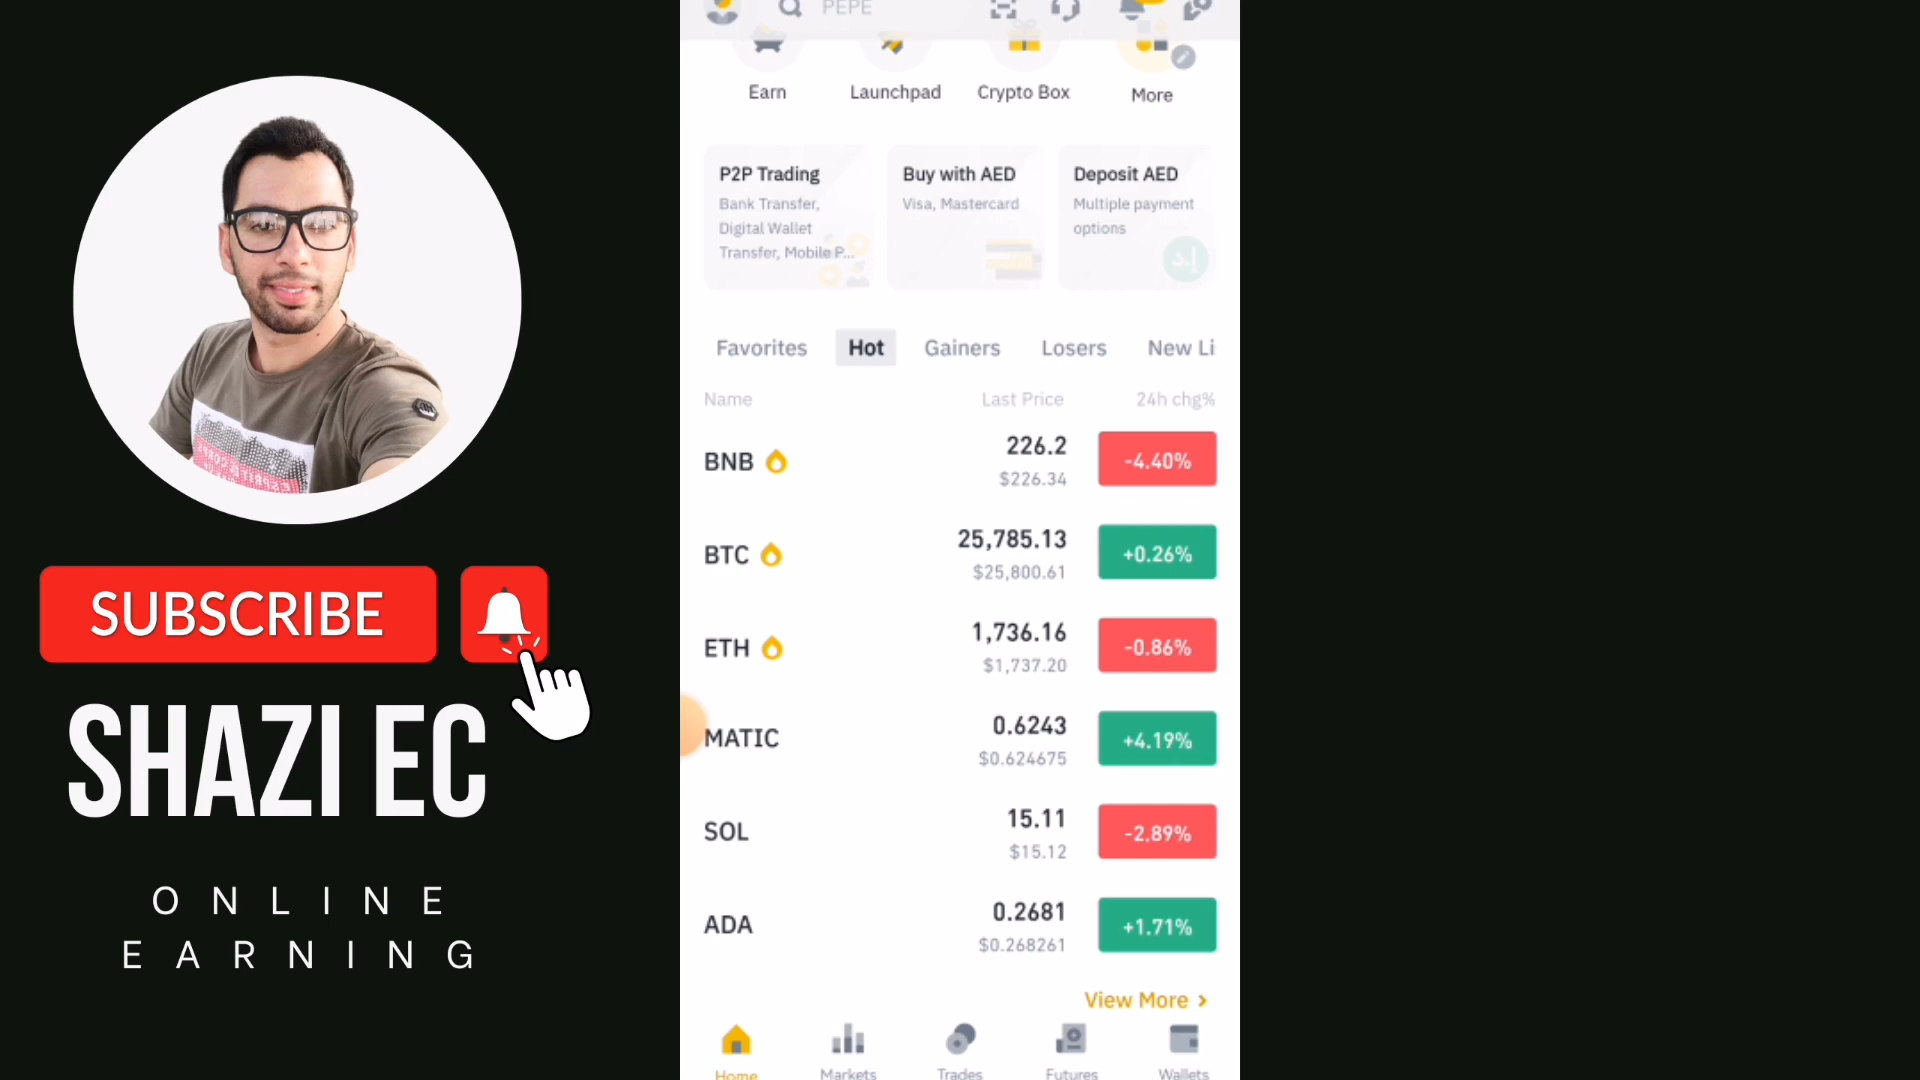 SUBSCRIBE
SHAZI EC
ONLINE
EARNING
PEPE
Earn
Launchpad
Crypto Box
More
P2P Trading
Bank Transfer,
Digital Wallet
Transfer, Mobile P...
Buy with AED
Visa, Mastercard
Deposit AED
Multiple payment
options
د.إ
Favorites Hot Gainers Losers New Li
Name Last Price 24h chg%
BNB 226.2 -4.40%
$226.34
BTC 25,785.13 +0.26%
$25,800.61
ETH 1,736.16 -0.86%
$1,737.20
MATIC 0.6243 +4.19%
$0.624675
SOL 15.11 -2.89%
$15.12
ADA 0.2681 +1.71%
$0.268261
View More
Home Markets Trades Futures Wallets